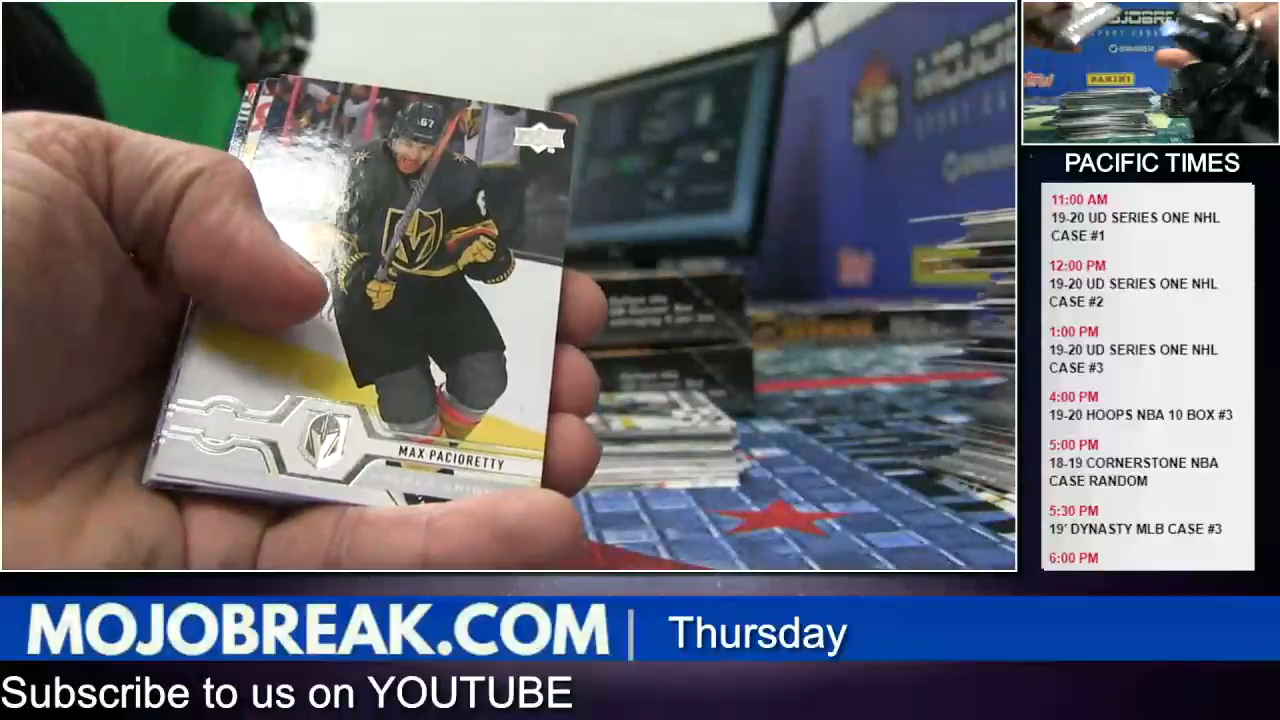 67
MAX PACIORETTY
MOJOBREAK
PANINI
PACIFIC TIMES
11:00 AM
19-20 UD SERIES ONE NHL
CASE #1
12:00 PM
19-20 UD SERIES ONE NHL
CASE #2
1:00 PM
19-20 UD SERIES ONE NHL
CASE #3
4:00 PM
19-20 HOOPS NBA 10 BOX #3
5:00 PM
18-19 CORNERSTONE NBA
CASE RANDOM
5:30 PM
19' DYNASTY MLB CASE #3
6:00 PM
MOJOBREAK.COM | Thursday
Subscribe to us on YOUTUBE